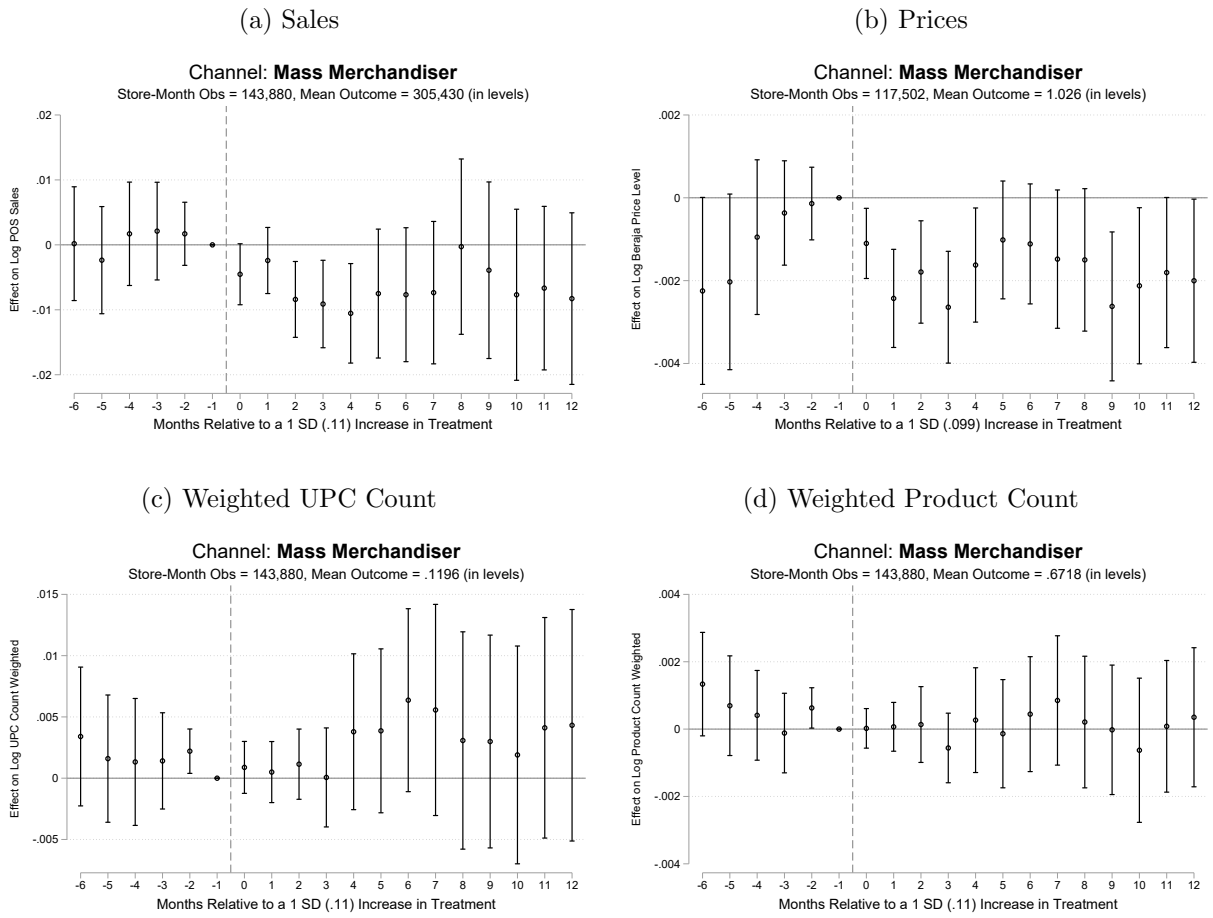 (a) Sales
Channel: Mass Merchandiser
Store-Month Obs = 143,880, Mean Outcome = 305,430 (in levels)
Effect on Log POS Sales
.02
.01
0
-.01
-.02
-6 -5 -4 -3 -2 -1 0 1 2 3 4 5 6 7 8 9 10 11 12
Months Relative to a 1 SD (.11) Increase in Treatment
(b) Prices
Channel: Mass Merchandiser
Store-Month Obs = 117,502, Mean Outcome = 1.026 (in levels)
Effect on Log Beraja Price Level
.002
0
-.002
-.004
-6 -5 -4 -3 -2 -1 0 1 2 3 4 5 6 7 8 9 10 11 12
Months Relative to a 1 SD (.099) Increase in Treatment
(c) Weighted UPC Count
Channel: Mass Merchandiser
Store-Month Obs = 143,880, Mean Outcome = .1196 (in levels)
Effect on Log UPC Count Weighted
.015
.01
.005
0
-.005
-6 -5 -4 -3 -2 -1 0 1 2 3 4 5 6 7 8 9 10 11 12
Months Relative to a 1 SD (.11) Increase in Treatment
(d) Weighted Product Count
Channel: Mass Merchandiser
Store-Month Obs = 143,880, Mean Outcome = .6718 (in levels)
Effect on Log Product Count Weighted
.004
.002
0
-.002
-.004
-6 -5 -4 -3 -2 -1 0 1 2 3 4 5 6 7 8 9 10 11 12
Months Relative to a 1 SD (.11) Increase in Treatment